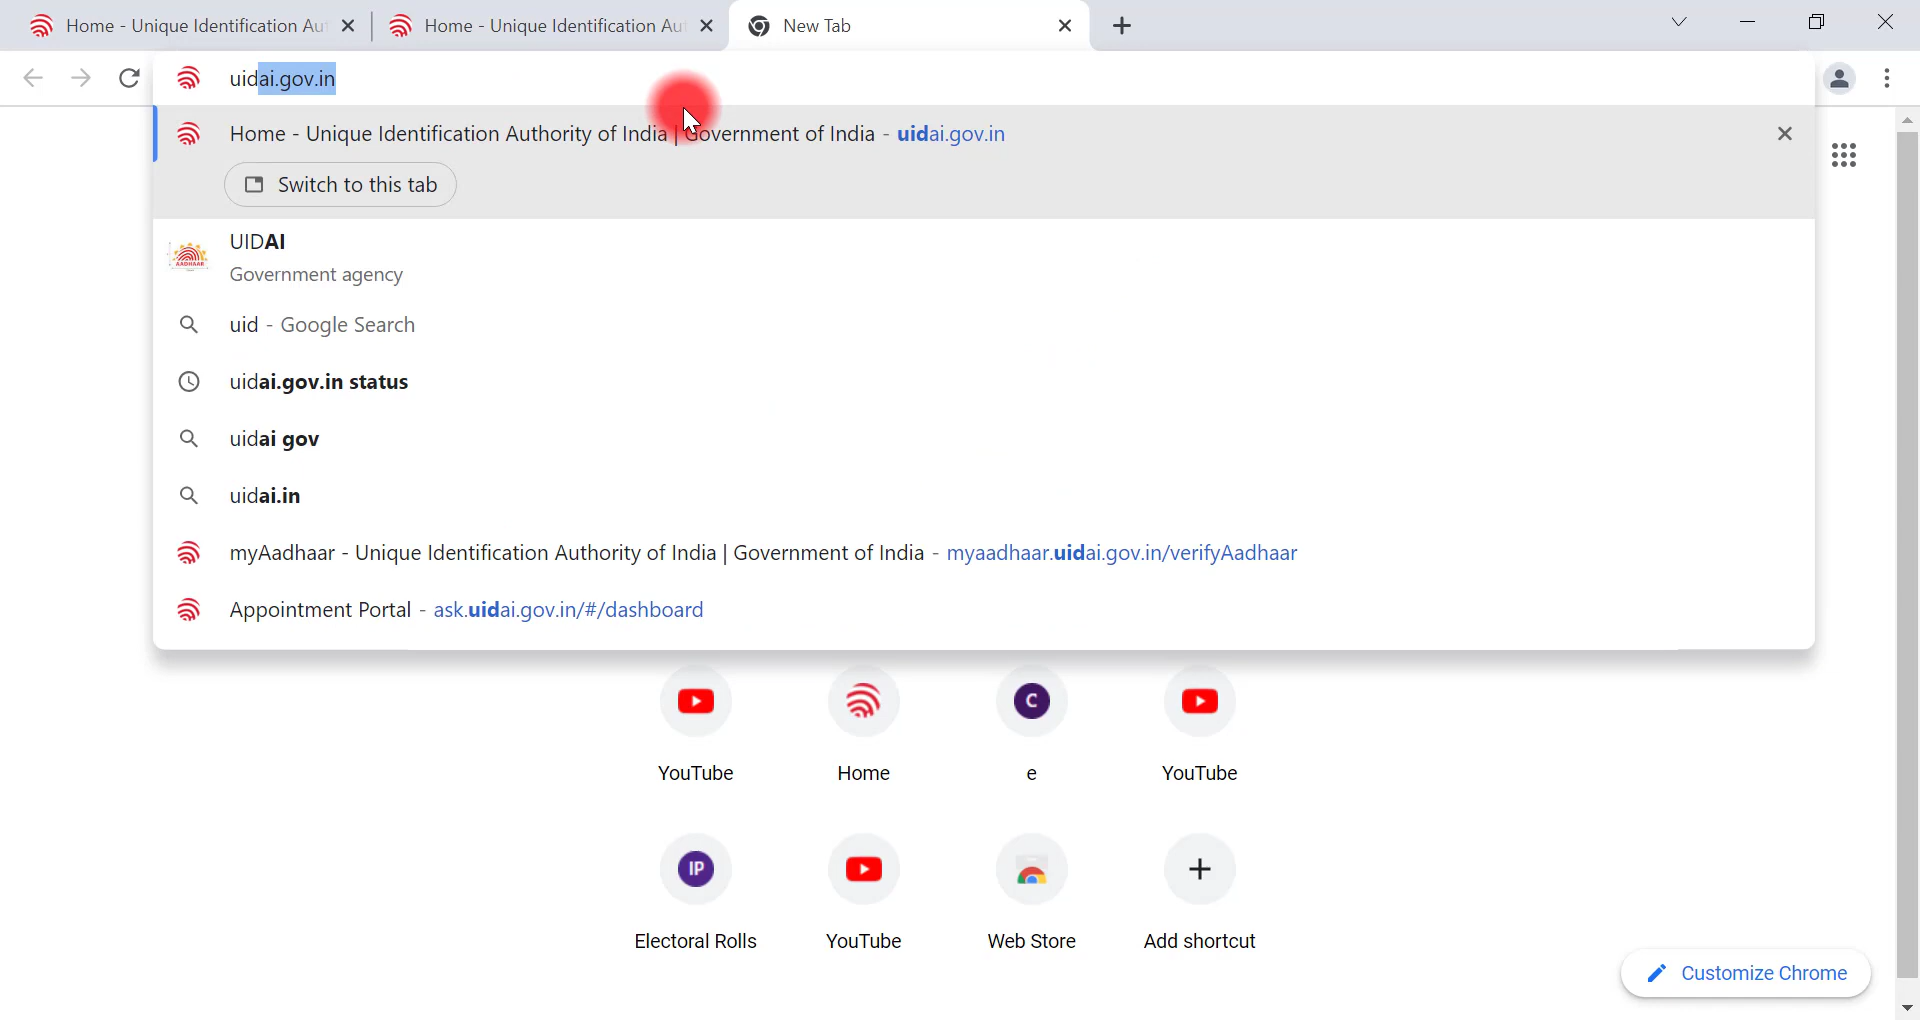 Home - Unique Identification Au
Home - Unique Identification Au
New Tab
uidai.gov.in
Home - Unique Identification Authority of India | Government of India - uidai.gov.in
Switch to this tab
UIDAI
Government agency
AADHAAR
uid - Google Search
uidai.gov.in status
uidai gov
uidai.in
myAadhaar - Unique Identification Authority of India | Government of India - myaadhaar.uidai.gov.in/verifyAadhaar
Appointment Portal - ask.uidai.gov.in/#/dashboard
C
YouTube
Home
e
YouTube
IP
Electoral Rolls
YouTube
Web Store
Add shortcut
Customize Chrome